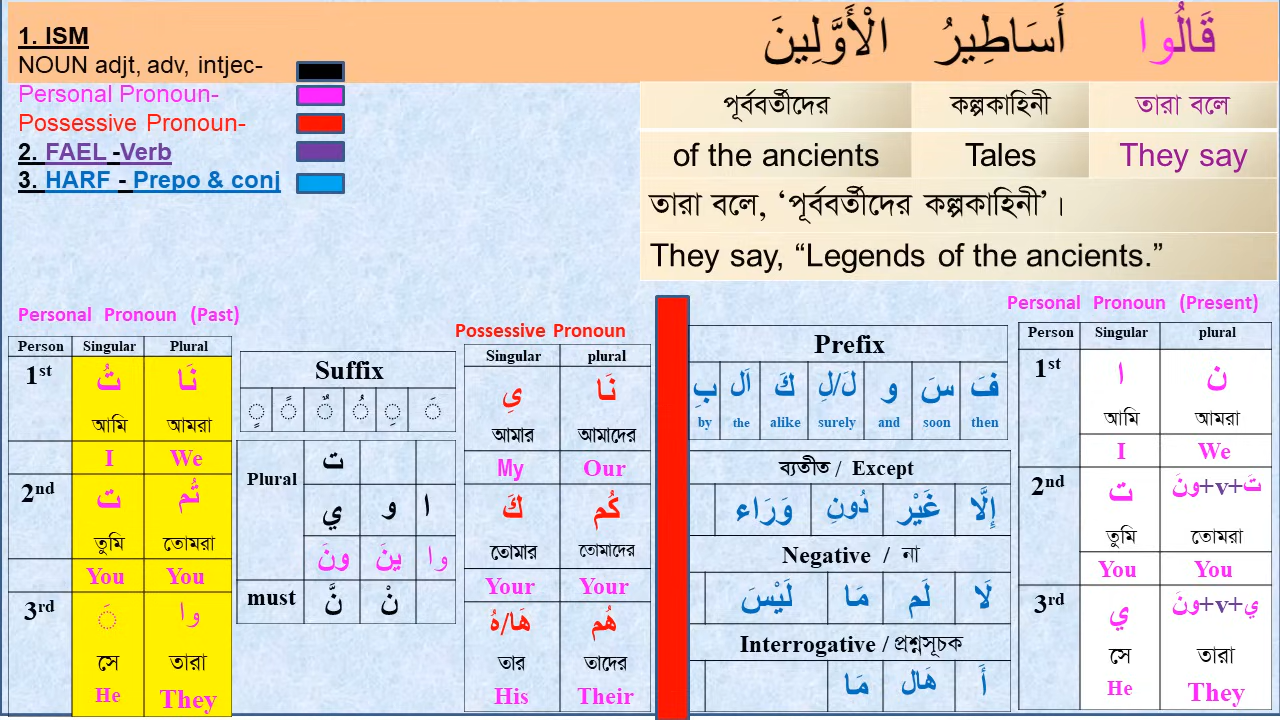 1. ISM
NOUN adjt, adv, intjec-
Personal Pronoun-
Possessive Pronoun-
2. FAEL -Verb
3. HARF - Prepo & conj
قَالُوا أَسَاطِيرُ الْأَوَّلِينَ
পূর্ববর্তীদের কল্পকাহিনী তারা বলে
of the ancients Tales They say
তারা বলে, ‘পূর্ববর্তীদের কল্পকাহিনী’।
They say, “Legends of the ancients.”
Personal Pronoun (Past)
Person Singular Plural
1st تُ نَا
আমি আমরা
I We
2nd ت تُم
তুমি তোমরা
You You
3rd َ وا
সে তারা
He They
Suffix
ٍ ً ٌ ُ ِ َ
Plural ت
ي و ا
ونَ ينَ وا
must نَّ نْ
Possessive Pronoun
Singular plural
يِ نَا
আমার আমাদের
My Our
كَ كُم
তোমার তোমাদের
Your Your
هَا/هُ هُم
তার তাদের
His Their
Prefix
بِ اَل كَ لَ/لِ و سَ فَ
by the alike surely and soon then
ব্যতীত / Except
وَرَاء دُونِ غَيْر إِلَّا
Negative / না
لَيْسَ مَا لَم لَا
Interrogative / প্রশ্নসূচক
مَا هَال أَ
Personal Pronoun (Present)
Person Singular plural
1st ا ن
আমি আমরা
I We
2nd ت تَ+v+ونَ
তুমি তোমরা
You You
3rd ي ي+v+ونَ
সে তারা
He They